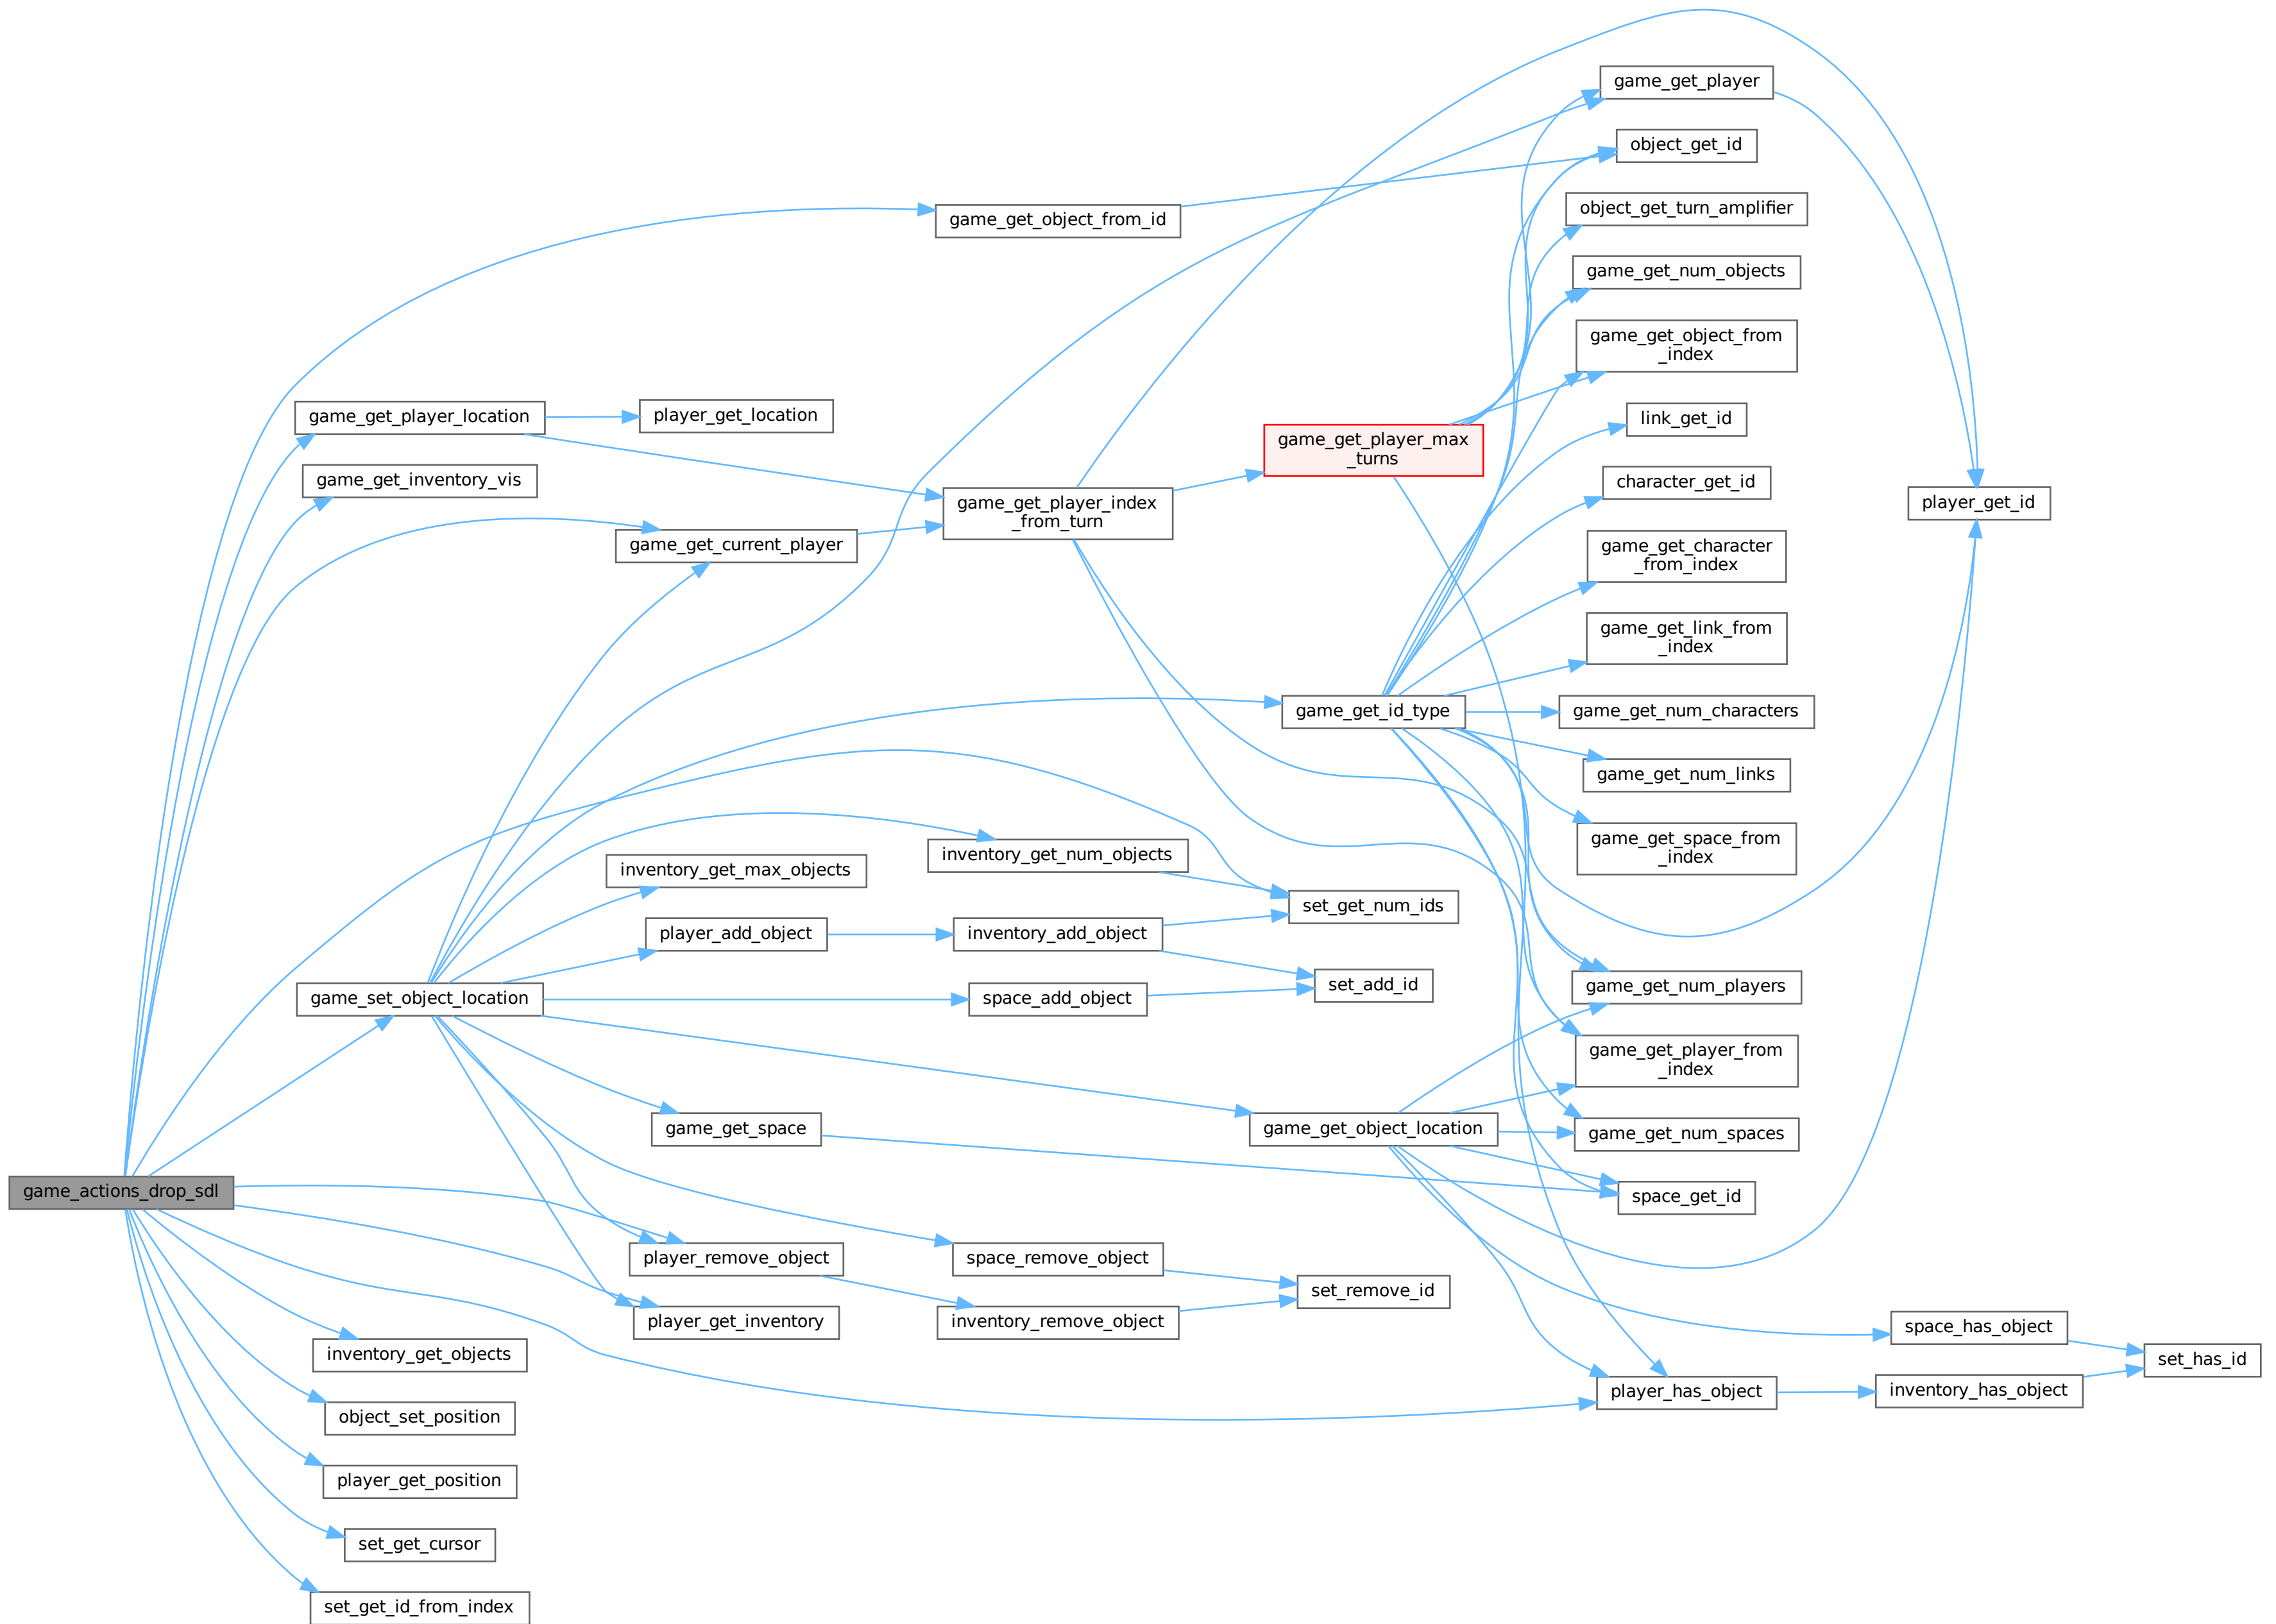 game_actions_drop_sdl
game_get_player_location
game_get_inventory_vis
game_set_object_location
inventory_get_objects
object_set_position
player_get_position
set_get_cursor
set_get_id_from_index
player_get_location
game_get_current_player
inventory_get_max_objects
player_add_object
game_get_space
player_remove_object
player_get_inventory
game_get_object_from_id
game_get_player_index
_from_turn
inventory_get_num_objects
inventory_add_object
space_add_object
space_remove_object
inventory_remove_object
game_get_player_max
_turns
game_get_id_type
set_get_num_ids
set_add_id
game_get_object_location
set_remove_id
game_get_player
object_get_id
object_get_turn_amplifier
game_get_num_objects
game_get_object_from
_index
link_get_id
character_get_id
game_get_character
_from_index
game_get_link_from
_index
game_get_num_characters
game_get_num_links
game_get_space_from
_index
game_get_num_players
game_get_player_from
_index
game_get_num_spaces
space_get_id
player_has_object
player_get_id
space_has_object
inventory_has_object
set_has_id